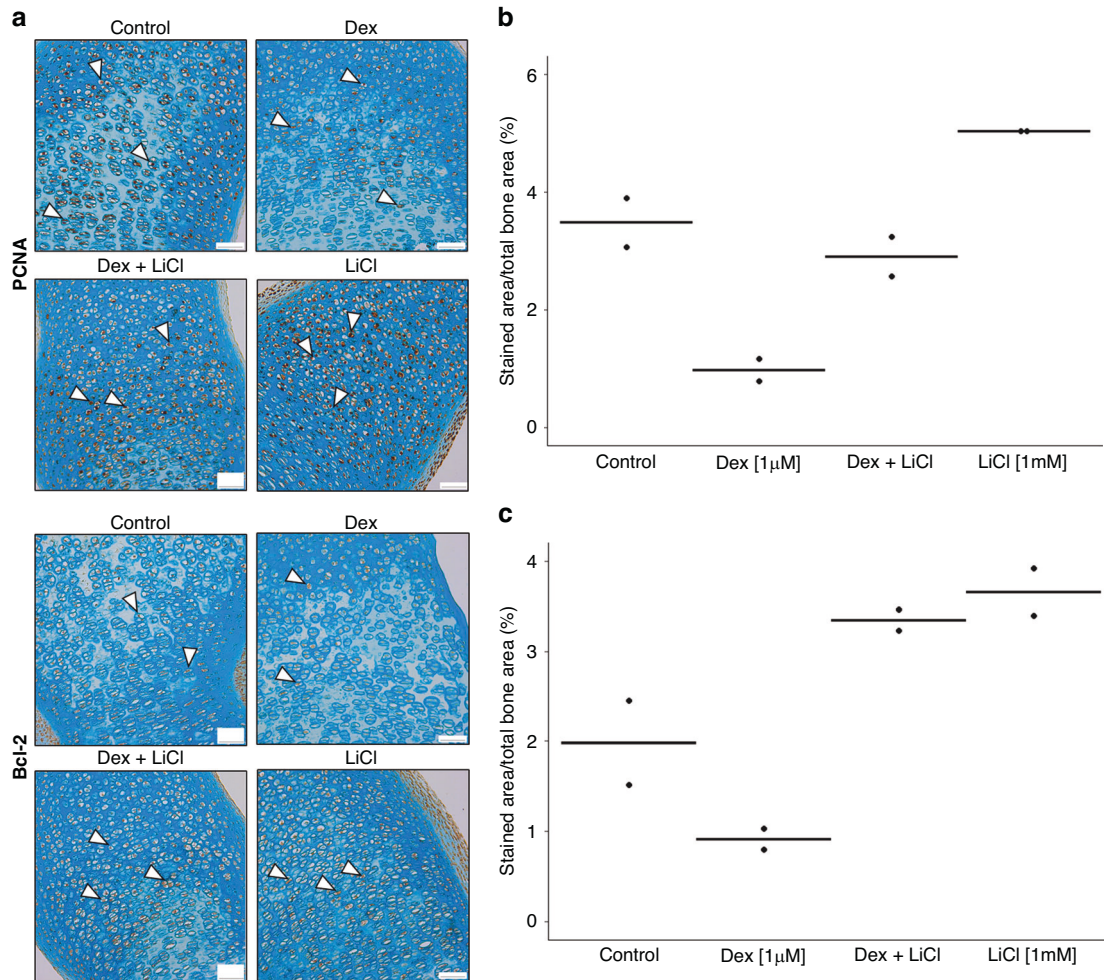 a
Control
Dex
PCNA
Dex + LiCl
LiCl
Control
Dex
Bcl-2
Dex + LiCl
LiCl
b
Stained area/total bone area (%)
6
4
2
0
Control
Dex [1μM]
Dex + LiCl
LiCl [1mM]
c
Stained area/total bone area (%)
4
3
2
1
0
Control
Dex [1μM]
Dex + LiCl
LiCl [1mM]